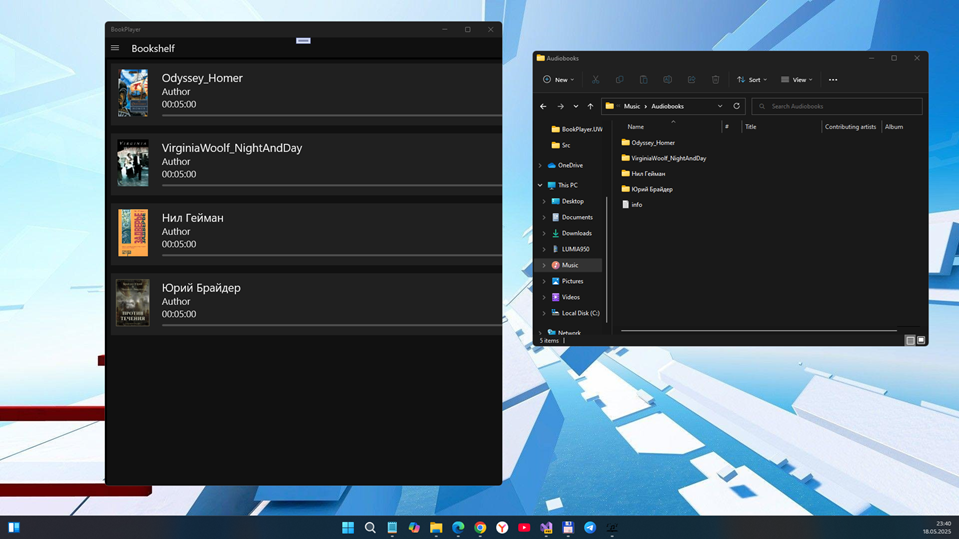 BookPlayer
Bookshelf
Odyssey_Homer
Author
00:05:00
VirginiaWoolf_NightAndDay
Author
00:05:00
Нил Гейман
Author
00:05:00
Юрий Брайдер
Author
00:05:00
ПРОТИВ
ТЕЧЕНИЯ
Audiobooks
New
Sort
View
Music > Audiobooks
Search Audiobooks
BookPlayer.UW
Src
OneDrive
This PC
Desktop
Documents
Downloads
LUMIA950
Music
Pictures
Videos
Local Disk (C:)
Network
Name # Title Contributing artists Album
Odyssey_Homer
VirginiaWoolf_NightAndDay
Нил Гейман
Юрий Брайдер
info
5 items
23:40
18.05.2025